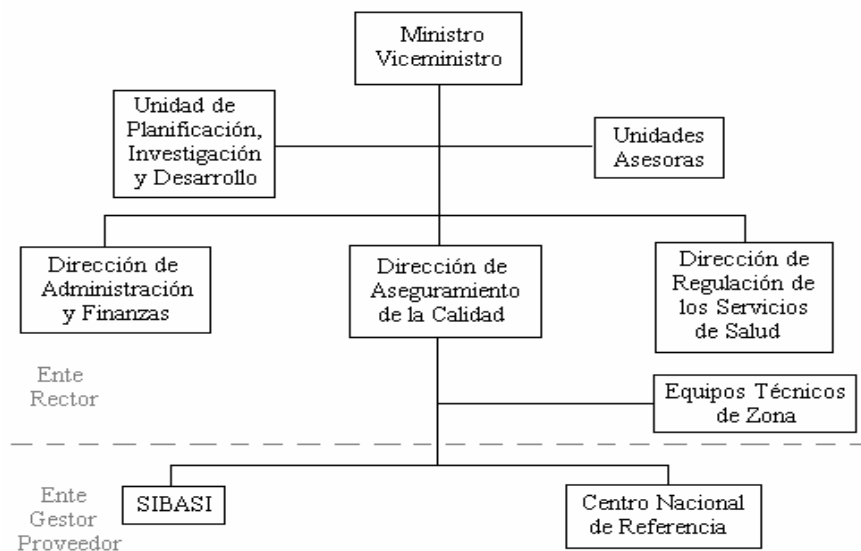 Ministro
Viceministro
Unidad de
Planificación,
Investigación
y Desarrollo
Unidades
Asesoras
Dirección de
Administración
y Finanzas
Dirección de
Aseguramiento
de la Calidad
Dirección de
Regulación de
los Servicios
de Salud
Ente
Rector
Equipos Técnicos
de Zona
Ente
Gestor
Proveedor
SIBASI
Centro Nacional
de Referencia